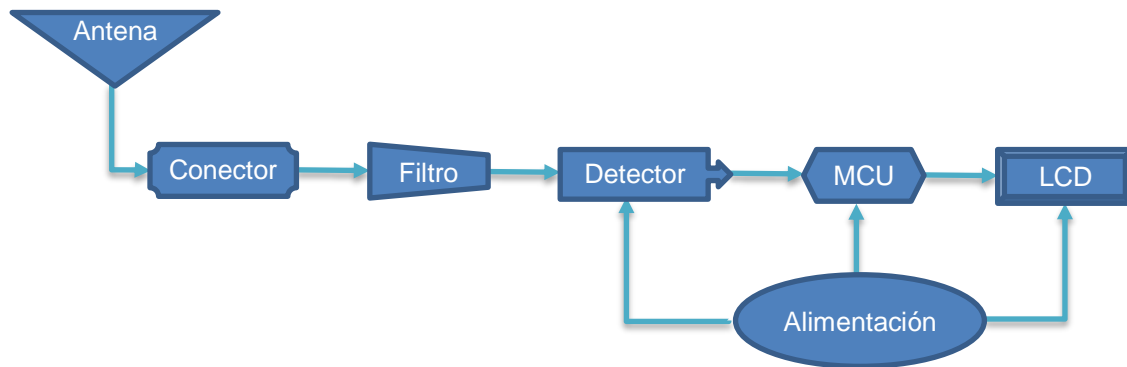 Antena
Conector
Filtro
Detector
MCU
LCD
Alimentación